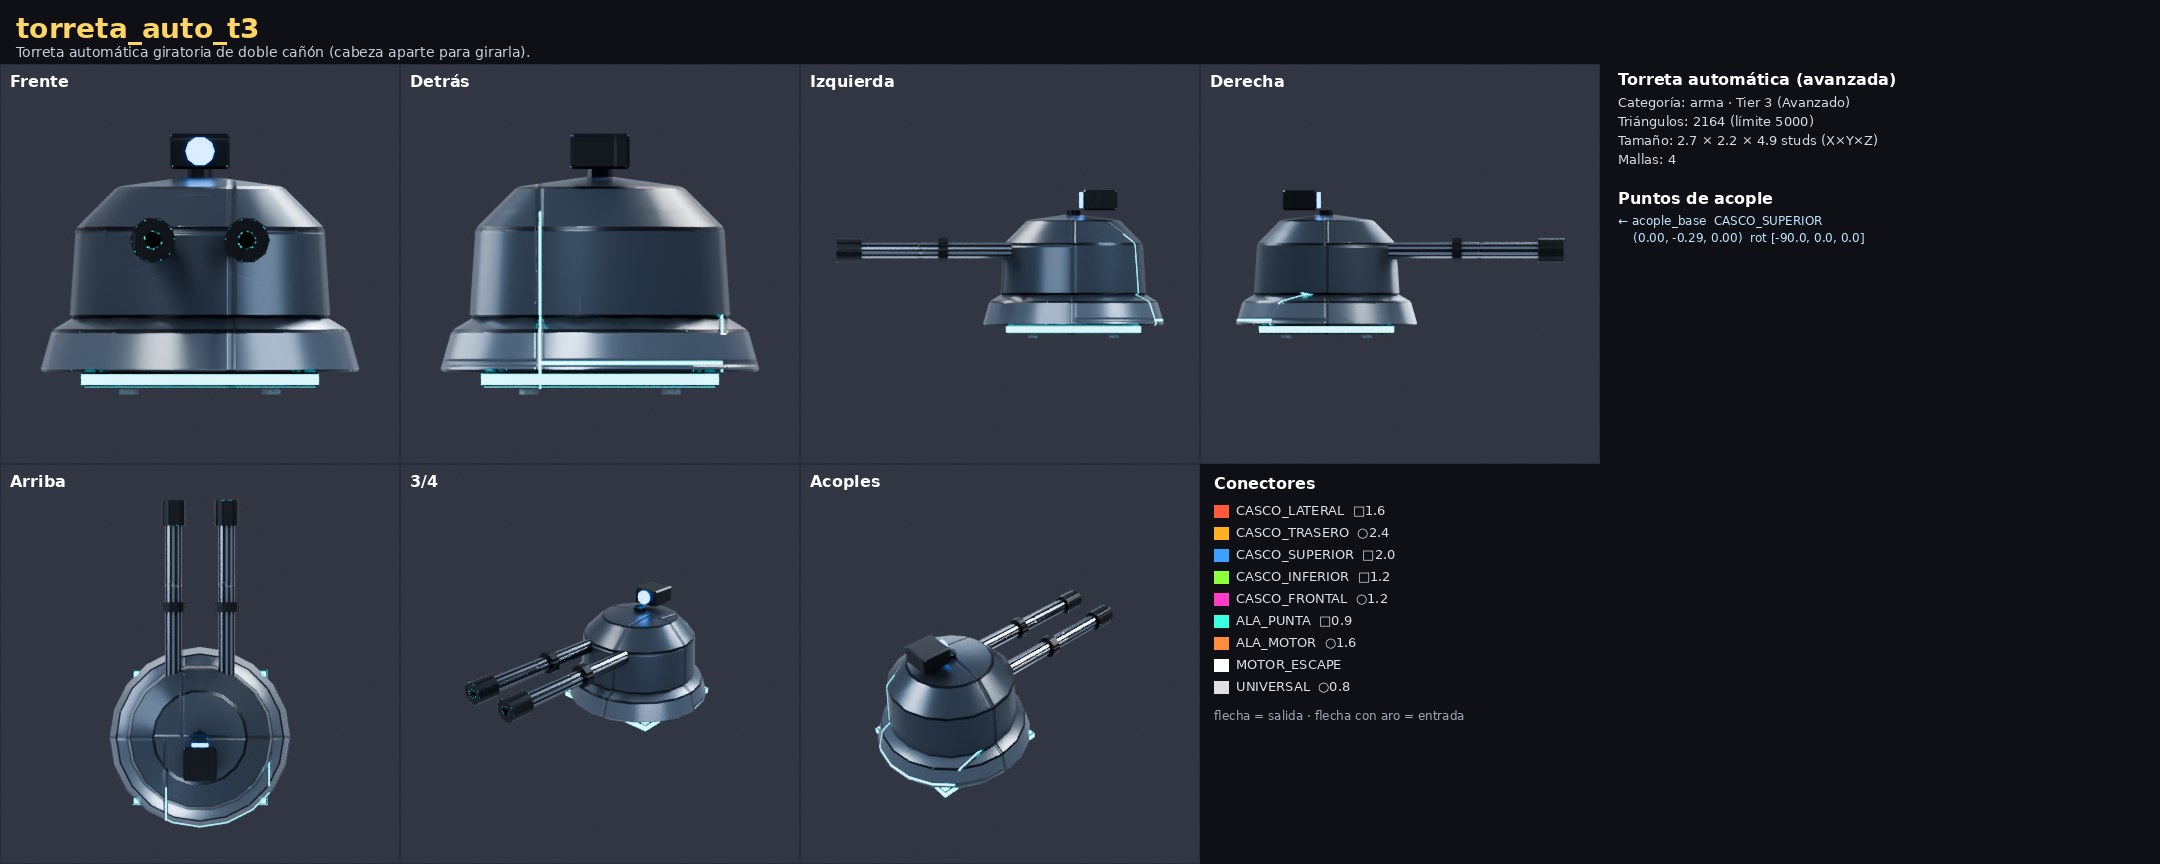 torreta_auto_t3
Torreta automática giratoria de doble cañón (cabeza aparte para girarla).
Frente
Detrás
Izquierda
Derecha
Torreta automática (avanzada)
Categoría: arma · Tier 3 (Avanzado)
Triángulos: 2164 (límite 5000)
Tamaño: 2.7 × 2.2 × 4.9 studs (X×Y×Z)
Mallas: 4
Puntos de acople
← acople_base  CASCO_SUPERIOR
(0.00, -0.29, 0.00)  rot [-90.0, 0.0, 0.0]
Arriba
3/4
Acoples
Conectores
CASCO_LATERAL  □1.6
CASCO_TRASERO  ○2.4
CASCO_SUPERIOR  □2.0
CASCO_INFERIOR  □1.2
CASCO_FRONTAL  ○1.2
ALA_PUNTA  □0.9
ALA_MOTOR  ○1.6
MOTOR_ESCAPE
UNIVERSAL  ○0.8
flecha = salida · flecha con aro = entrada